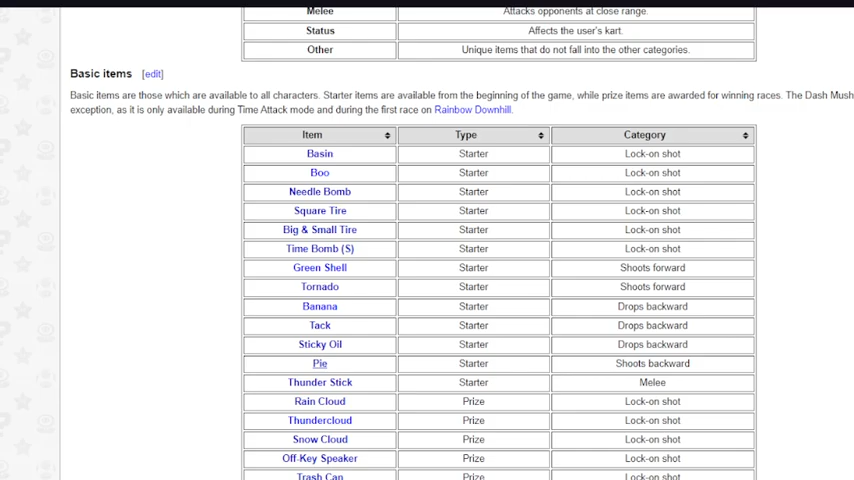 Melee Attacks opponents at close range.
Status Affects the user's kart.
Other Unique items that do not fall into the other categories.
Basic items [edit]
Basic items are those which are available to all characters. Starter items are available from the beginning of the game, while prize items are awarded for winning races. The Dash Mush
exception, as it is only available during Time Attack mode and during the first race on Rainbow Downhill.
Item Type Category
Basin Starter Lock-on shot
Boo Starter Lock-on shot
Needle Bomb Starter Lock-on shot
Square Tire Starter Lock-on shot
Big & Small Tire Starter Lock-on shot
Time Bomb (S) Starter Lock-on shot
Green Shell Starter Shoots forward
Tornado Starter Shoots forward
Banana Starter Drops backward
Tack Starter Drops backward
Sticky Oil Starter Drops backward
Pie Starter Shoots backward
Thunder Stick Starter Melee
Rain Cloud Prize Lock-on shot
Thundercloud Prize Lock-on shot
Snow Cloud Prize Lock-on shot
Off-Key Speaker Prize Lock-on shot
Trash Can Prize Lock-on shot